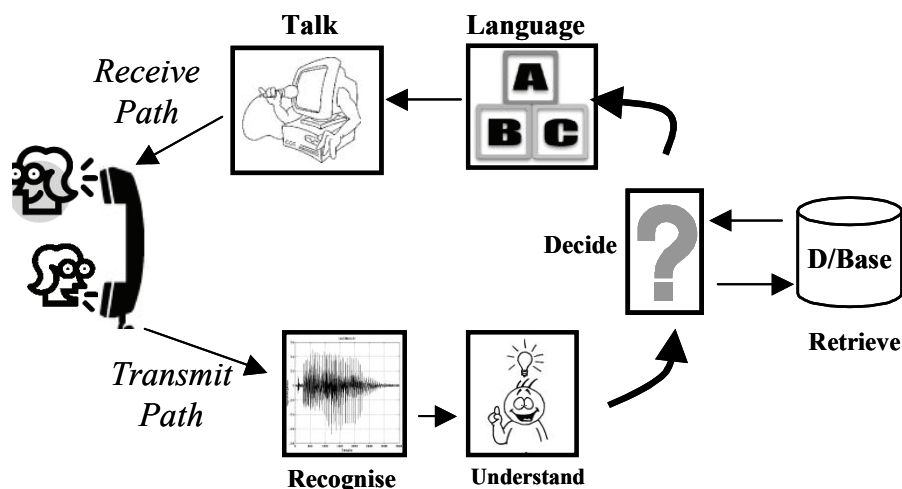 Talk
Language
Receive
Path
A
B C
Decide
D/Base
Retrieve
Transmit
Path
Recognise
Understand